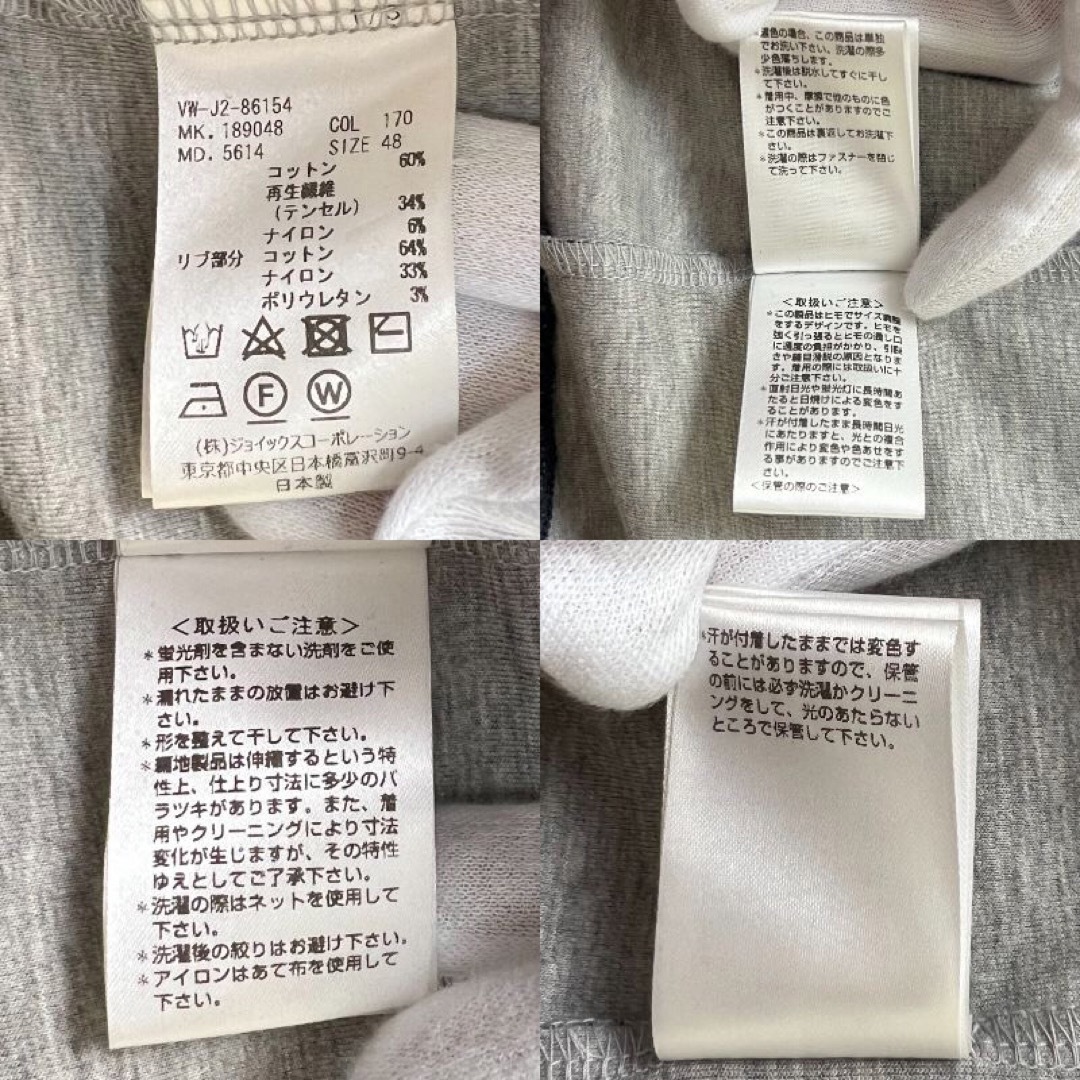 1/3
VW-J2-86154
MK. 189048 COL 170
MD. 5614 SIZE 48
コットン 60%
再生繊維
(テンセル) 34%
ナイロン 6%
リブ部分 コットン 64%
ナイロン 33%
ポリウレタン 3%
F W
(株)ジョイックスコーポレーション
東京都中央区日本橋富沢町9-4
日本製
*濃色の場合、この商品は単独
でお洗い下さい。洗濯の際多
少色落ちします。
*洗濯後は脱水してすぐに干し
て下さい。
*着用中、摩擦で他のものに色
がつくことがありますのでご
注意下さい。
*この商品は裏返してお洗濯下
さい。
*洗濯の際はファスナーを閉じ
て洗って下さい。
<取扱いご注意>
*この製品はヒモでサイズ調整
をするデザインです。ヒモを
強く引っ張るとヒモの通し口
に過度の負担がかかり、引裂
きや縫目滑脱の原因となりま
す。着用の際には取扱いに十
分ご注意下さい。
*直射日光や蛍光灯に長時間あ
たると日焼けによる変色をす
ることがあります。
*汗が付着したまま長時間日光
にあたりますと、光との複合
作用により変色や色あせをす
る事がありますのでご注意下
さい。
<保管の際のご注意>
<取扱いご注意>
*蛍光剤を含まない洗剤をご使
用下さい。
*濡れたままの放置はお避け下
さい。
*形を整えて干して下さい。
*編地製品は伸縮するという特
性上、仕上り寸法に多少のバ
ラツキがあります。また、着
用やクリーニングにより寸法
変化が生じますが、その特性
ゆえとしてご了承下さい。
*洗濯の際はネットを使用して
下さい。
*洗濯後の絞りはお避け下さい。
*アイロンはあて布を使用して
下さい。
*汗が付着したままでは変色す
ることがありますので、保管
の前には必ず洗濯かクリーニ
ングをして、光のあたらない
ところで保管して下さい。